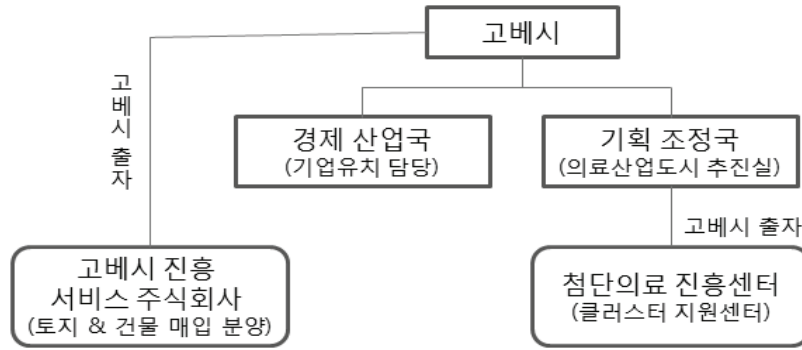 고베시
고베시 출자
경제 산업국
(기업유치 담당)
기획 조정국
(의료산업도시 추진실)
고베시 출자
고베시 진흥
서비스 주식회사
(토지 & 건물 매입 분양)
첨단의료 진흥센터
(클러스터 지원센터)